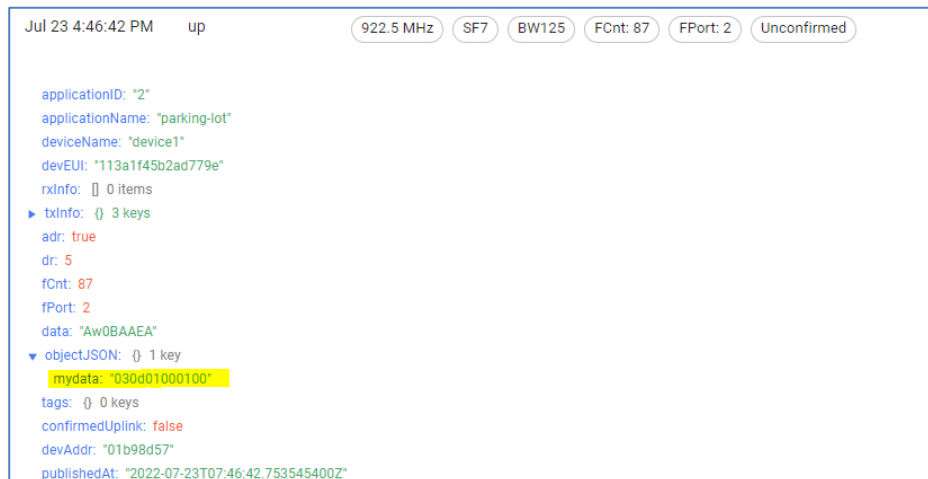 Jul 23 4:46:42 PM up 922.5 MHz SF7 BW125 FCnt: 87 FPort: 2 Unconfirmed
applicationID: "2"
applicationName: "parking-lot"
deviceName: "device1"
devEUI: "113a1f45b2ad779e"
rxInfo: [] 0 items
txInfo: {} 3 keys
adr: true
dr: 5
fCnt: 87
fPort: 2
data: "Aw0BAAEA"
objectJSON: {} 1 key
mydata: "030d01000100"
tags: {} 0 keys
confirmedUplink: false
devAddr: "01b98d57"
publishedAt: "2022-07-23T07:46:42.753545400Z"